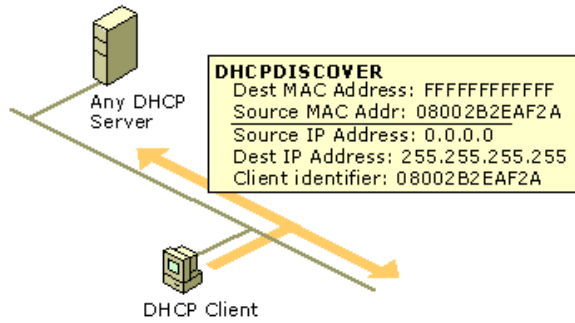 Any DHCP
Server
DHCPDISCOVER
Dest MAC Address: FFFFFFFFFFFF
Source MAC Addr: 08002B2EAF2A
Source IP Address: 0.0.0.0
Dest IP Address: 255.255.255.255
Client identifier: 08002B2EAF2A
DHCP Client